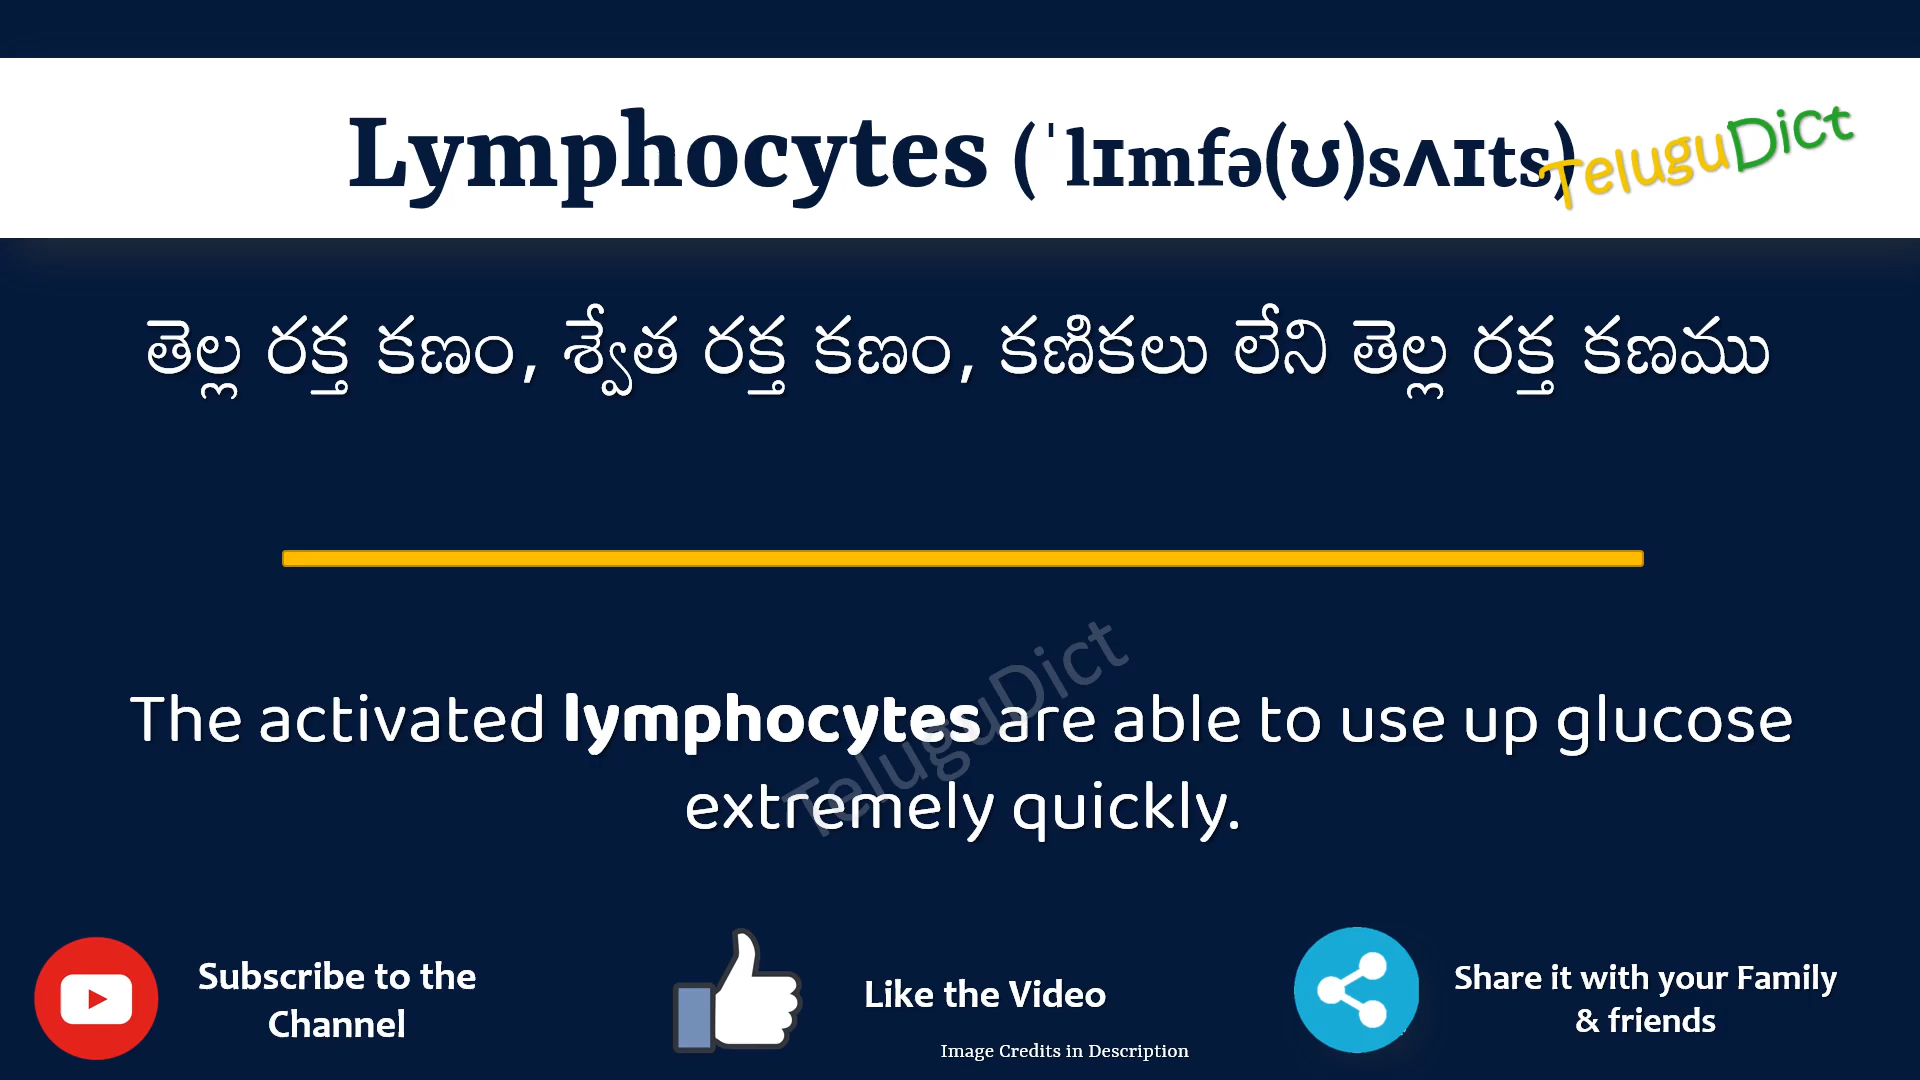 Lymphocytes (ˈlɪmfə(ʊ)sʌɪts)
TeluguDict
తెల్ల రక్త కణం, శ్వేత రక్త కణం, కణికలు లేని తెల్ల రక్త కణము
TeluguDict
The activated lymphocytes are able to use up glucose
extremely quickly.
Subscribe to the
Channel
Like the Video
Share it with your Family
& friends
Image Credits in Description